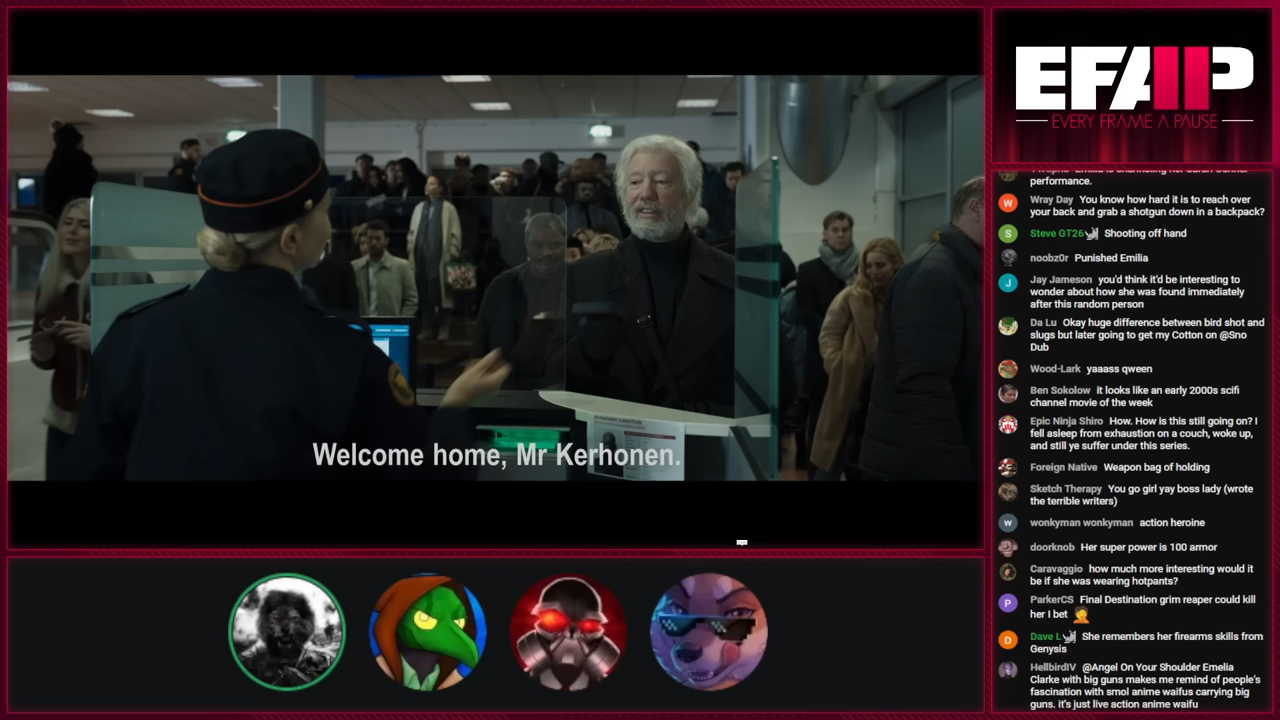 EFAP
EVERY FRAME A PAUSE
Welcome home, Mr Kerhonen.
performance.
Wray Day You know how hard it is to reach over
your back and grab a shotgun down in a backpack?
Steve GT26 Shooting off hand
noobz0r Punished Emilia
Jay Jameson you'd think it'd be interesting to
wonder about how she was found immediately
after this random person
Da Lu Okay huge difference between bird shot and
slugs but later going to get my Cotton on @Sno
Dub
Wood-Lark yaaass qween
Ben Sokolow it looks like an early 2000s scifi
channel movie of the week
Epic Ninja Shiro How. How is this still going on? I
fell asleep from exhaustion on a couch, woke up,
and still ye suffer under this series.
Foreign Native Weapon bag of holding
Sketch Therapy You go girl yay boss lady (wrote
the terrible writers)
wonkyman wonkyman action heroine
doorknob Her super power is 100 armor
Caravaggio how much more interesting would it
be if she was wearing hotpants?
ParkerCS Final Destination grim reaper could kill
her I bet
Dave L She remembers her firearms skills from
Genysis
HellbirdIV @Angel On Your Shoulder Emelia
Clarke with big guns makes me remind of people's
fascination with smol anime waifus carrying big
guns. it's just live action anime waifu
W
S
J
w
P
D